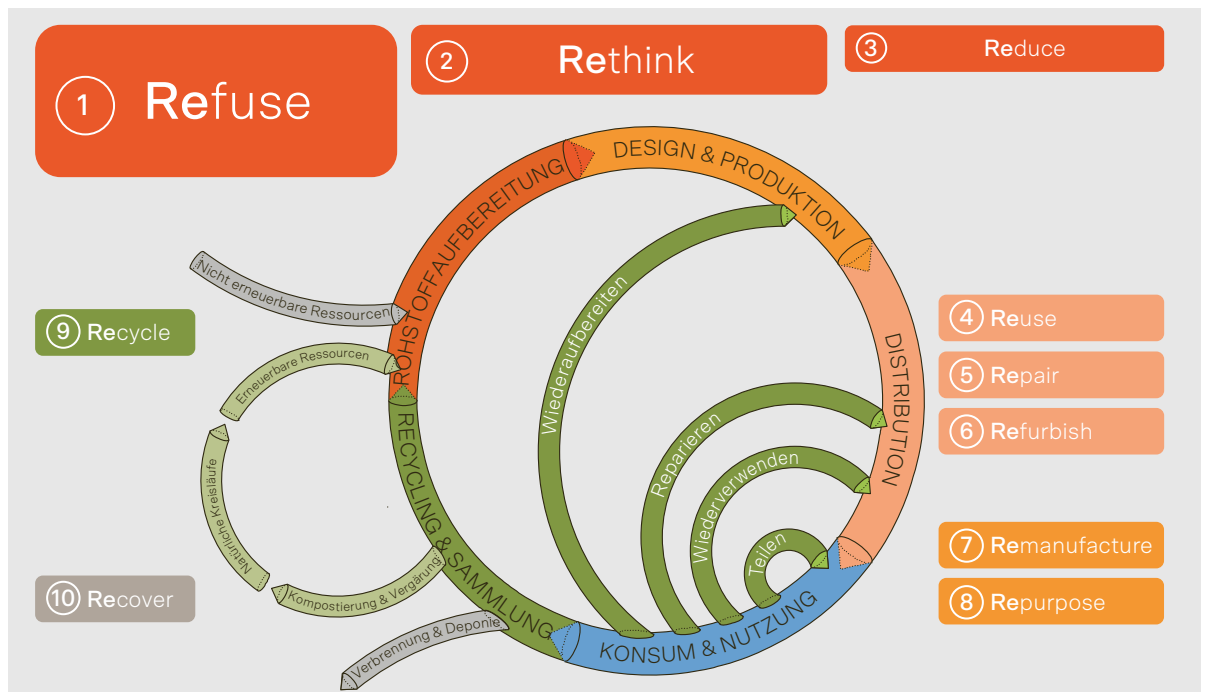 1 Refuse
2 Rethink
3 Reduce
DESIGN & PRODUKTION
ROHSTOFFAUFBEREITUNG
Nicht erneuerbare Ressourcen
Wiederaufbereiten
4 Reuse
9 Recycle
Erneuerbare Ressourcen
DISTRIBUTION
5 Repair
Reparieren
6 Refurbish
RECYCLING & SAMMLUNG
Wiederverwenden
Natürliche Kreisläufe
Teilen
7 Remanufacture
10 Recover
Kompostierung & Vergärung
8 Repurpose
Verbrennung & Deponie
KONSUM & NUTZUNG